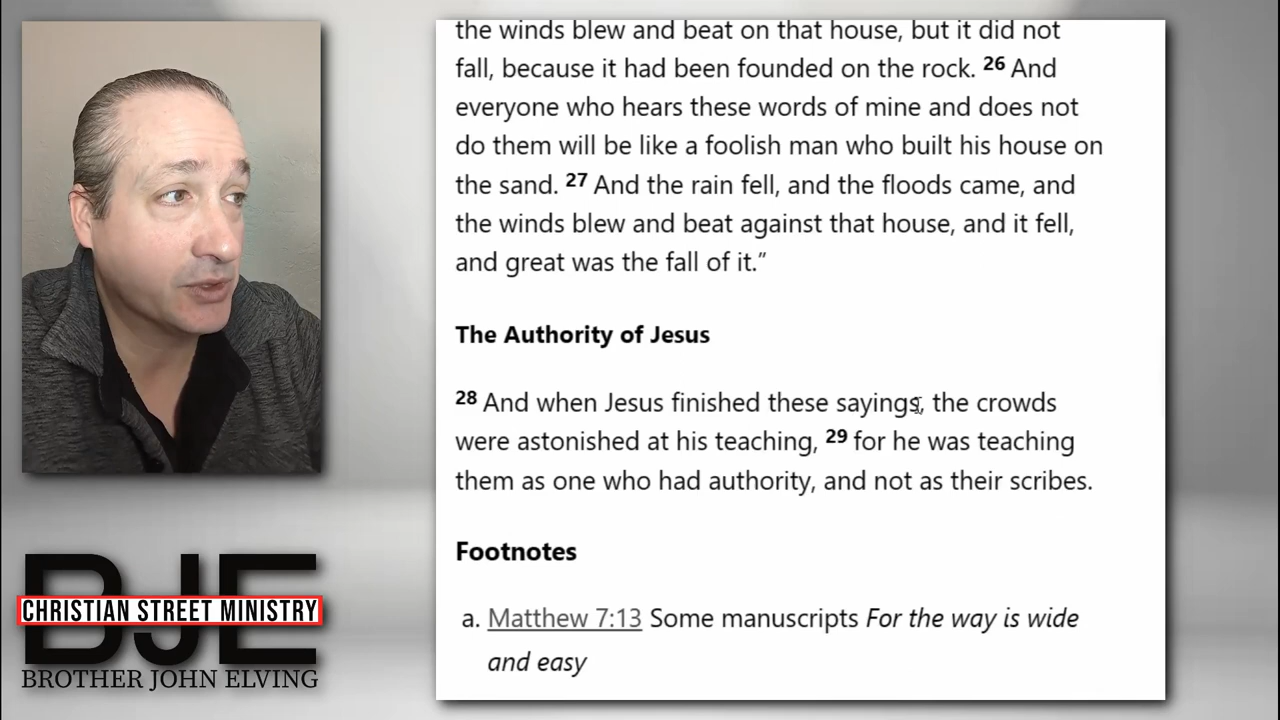 the winds blew and beat on that house, but it did not
fall, because it had been founded on the rock. 26 And
everyone who hears these words of mine and does not
do them will be like a foolish man who built his house on
the sand. 27 And the rain fell, and the floods came, and
the winds blew and beat against that house, and it fell,
and great was the fall of it.”
The Authority of Jesus
28 And when Jesus finished these sayings, the crowds
were astonished at his teaching, 29 for he was teaching
them as one who had authority, and not as their scribes.
Footnotes
a. Matthew 7:13 Some manuscripts For the way is wide
and easy
BJE
CHRISTIAN STREET MINISTRY
BROTHER JOHN ELVING